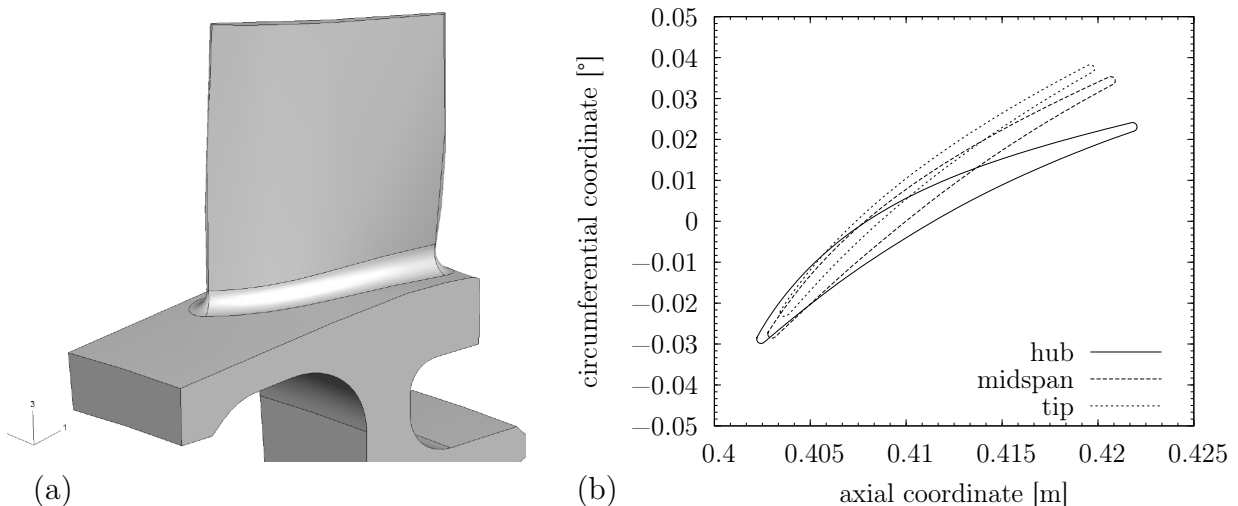 3
1
(a)
circumferential coordinate [°]
0.05
0.04
0.03
0.02
0.01
0
−0.01
−0.02
−0.03
−0.04
−0.05
hub
midspan
tip
0.4 0.405 0.41 0.415 0.42 0.425
(b)
axial coordinate [m]